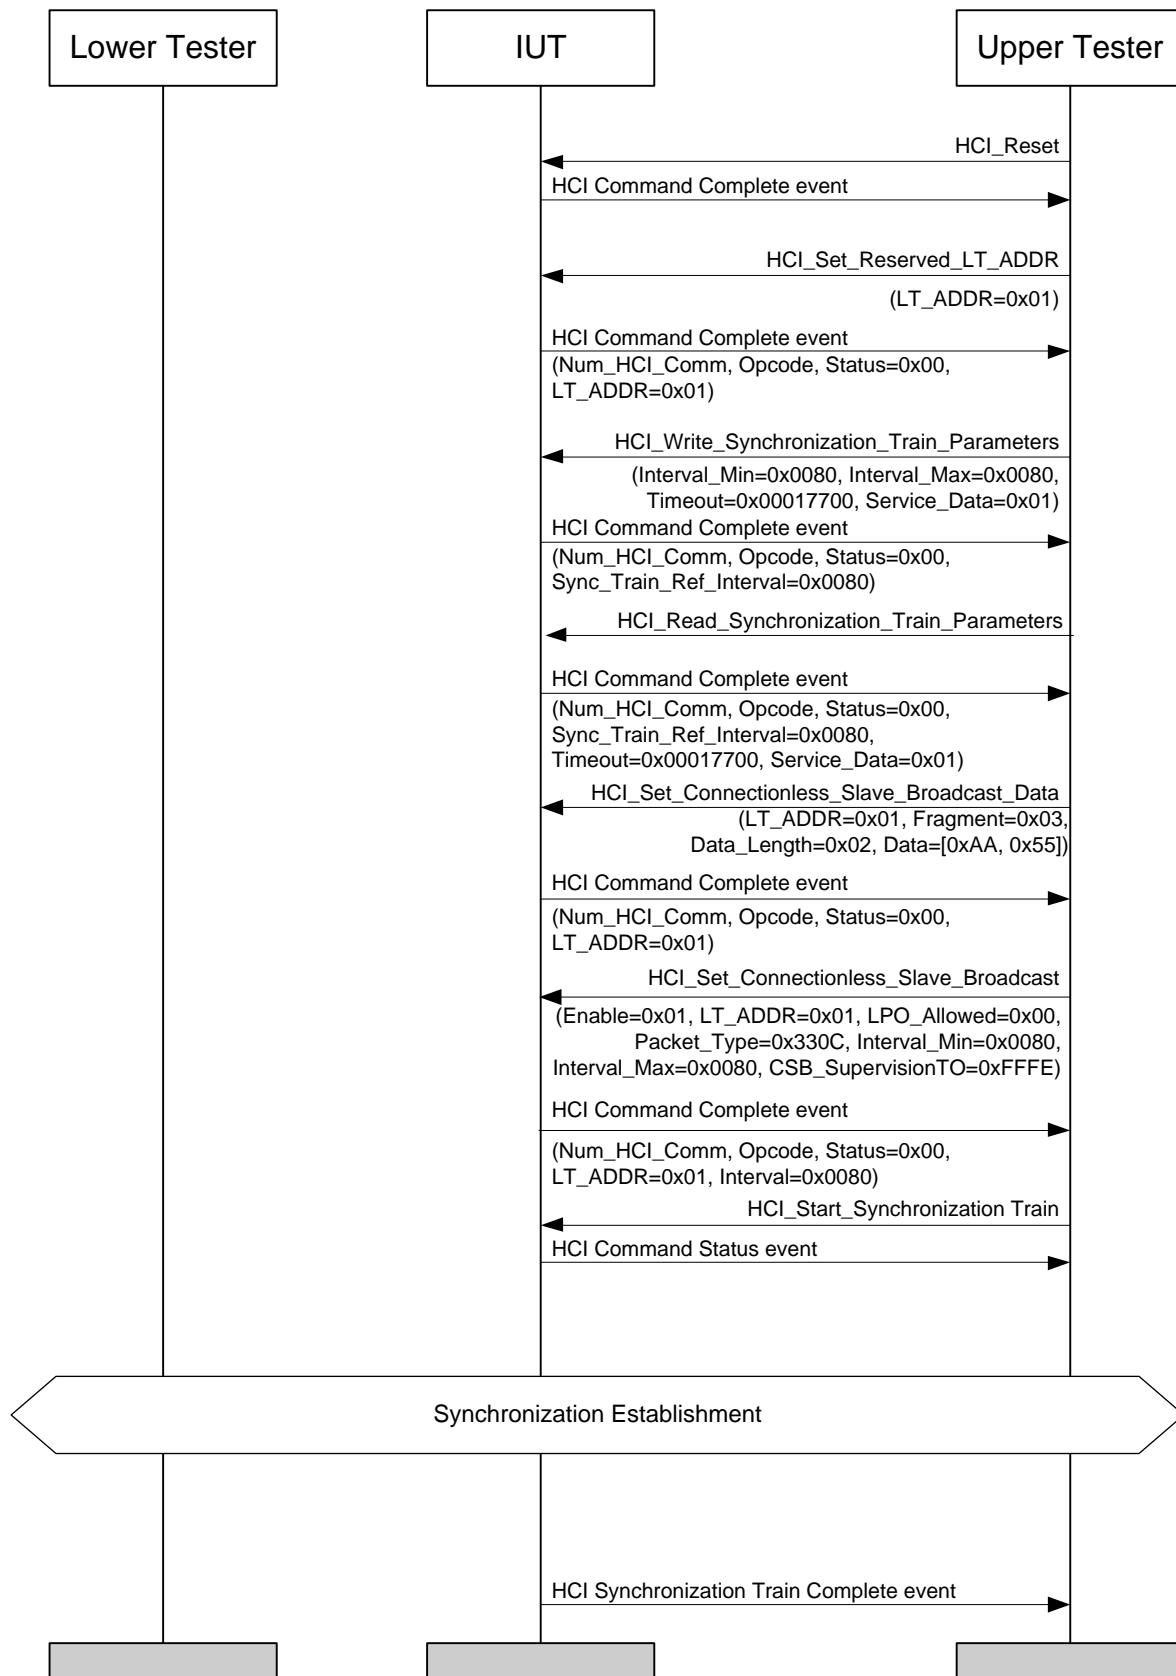 Lower Tester
IUT
Upper Tester
HCI_Reset
HCI Command Complete event
HCI_Set_Reserved_LT_ADDR
(LT_ADDR=0x01)
HCI Command Complete event
(Num_HCI_Comm, Opcode, Status=0x00,
LT_ADDR=0x01)
HCI_Write_Synchronization_Train_Parameters
(Interval_Min=0x0080, Interval_Max=0x0080,
Timeout=0x00017700, Service_Data=0x01)
HCI Command Complete event
(Num_HCI_Comm, Opcode, Status=0x00,
Sync_Train_Ref_Interval=0x0080)
HCI_Read_Synchronization_Train_Parameters
HCI Command Complete event
(Num_HCI_Comm, Opcode, Status=0x00,
Sync_Train_Ref_Interval=0x0080,
Timeout=0x00017700, Service_Data=0x01)
HCI_Set_Connectionless_Slave_Broadcast_Data
(LT_ADDR=0x01, Fragment=0x03,
Data_Length=0x02, Data=[0xAA, 0x55])
HCI Command Complete event
(Num_HCI_Comm, Opcode, Status=0x00,
LT_ADDR=0x01)
HCI_Set_Connectionless_Slave_Broadcast
(Enable=0x01, LT_ADDR=0x01, LPO_Allowed=0x00,
Packet_Type=0x330C, Interval_Min=0x0080,
Interval_Max=0x0080, CSB_SupervisionTO=0xFFFE)
HCI Command Complete event
(Num_HCI_Comm, Opcode, Status=0x00,
LT_ADDR=0x01, Interval=0x0080)
HCI_Start_Synchronization Train
HCI Command Status event
Synchronization Establishment
HCI Synchronization Train Complete event